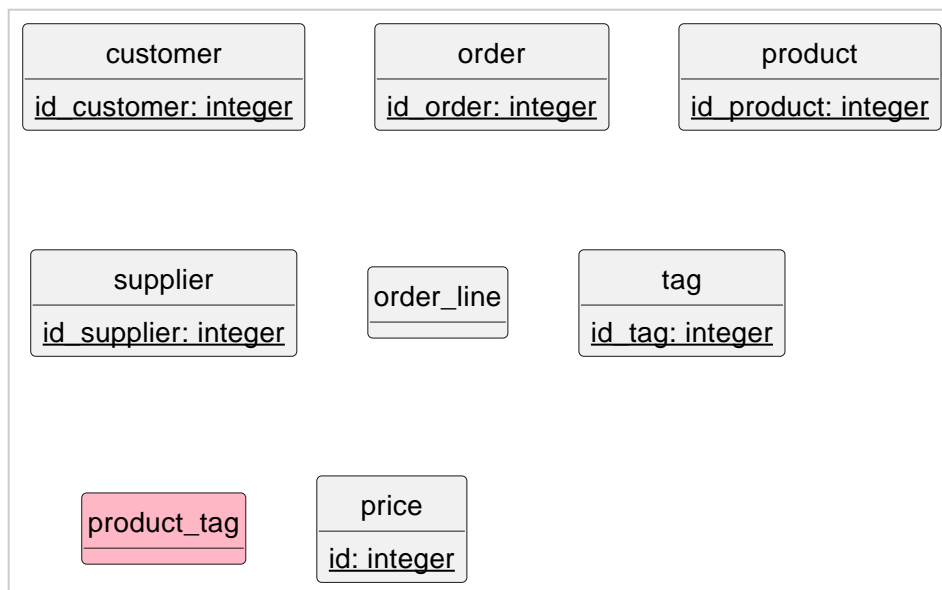 customer
id_customer: integer
order
id_order: integer
product
id_product: integer
supplier
id_supplier: integer
order_line
tag
id_tag: integer
product_tag
price
id: integer